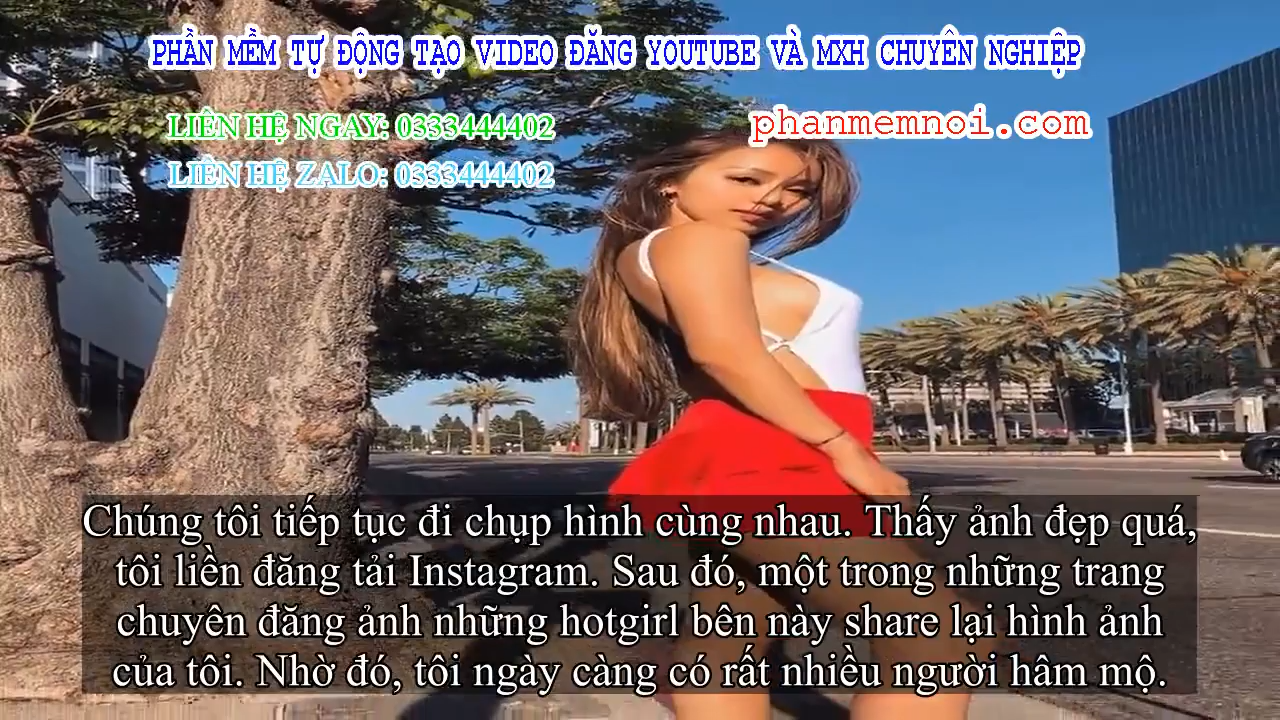 PHẦN MỀM TỰ ĐỘNG TẠO VIDEO ĐĂNG YOUTUBE VÀ MXH CHUYÊN NGHIỆP
LIÊN HỆ NGAY: 0333444402
phanmemnoi.com
LIÊN HỆ ZALO: 0333444402
Chúng tôi tiếp tục đi chụp hình cùng nhau. Thấy ảnh đẹp quá,
tôi liền đăng tải Instagram. Sau đó, một trong những trang
chuyên đăng ảnh những hotgirl bên này share lại hình ảnh
của tôi. Nhờ đó, tôi ngày càng có rất nhiều người hâm mộ.